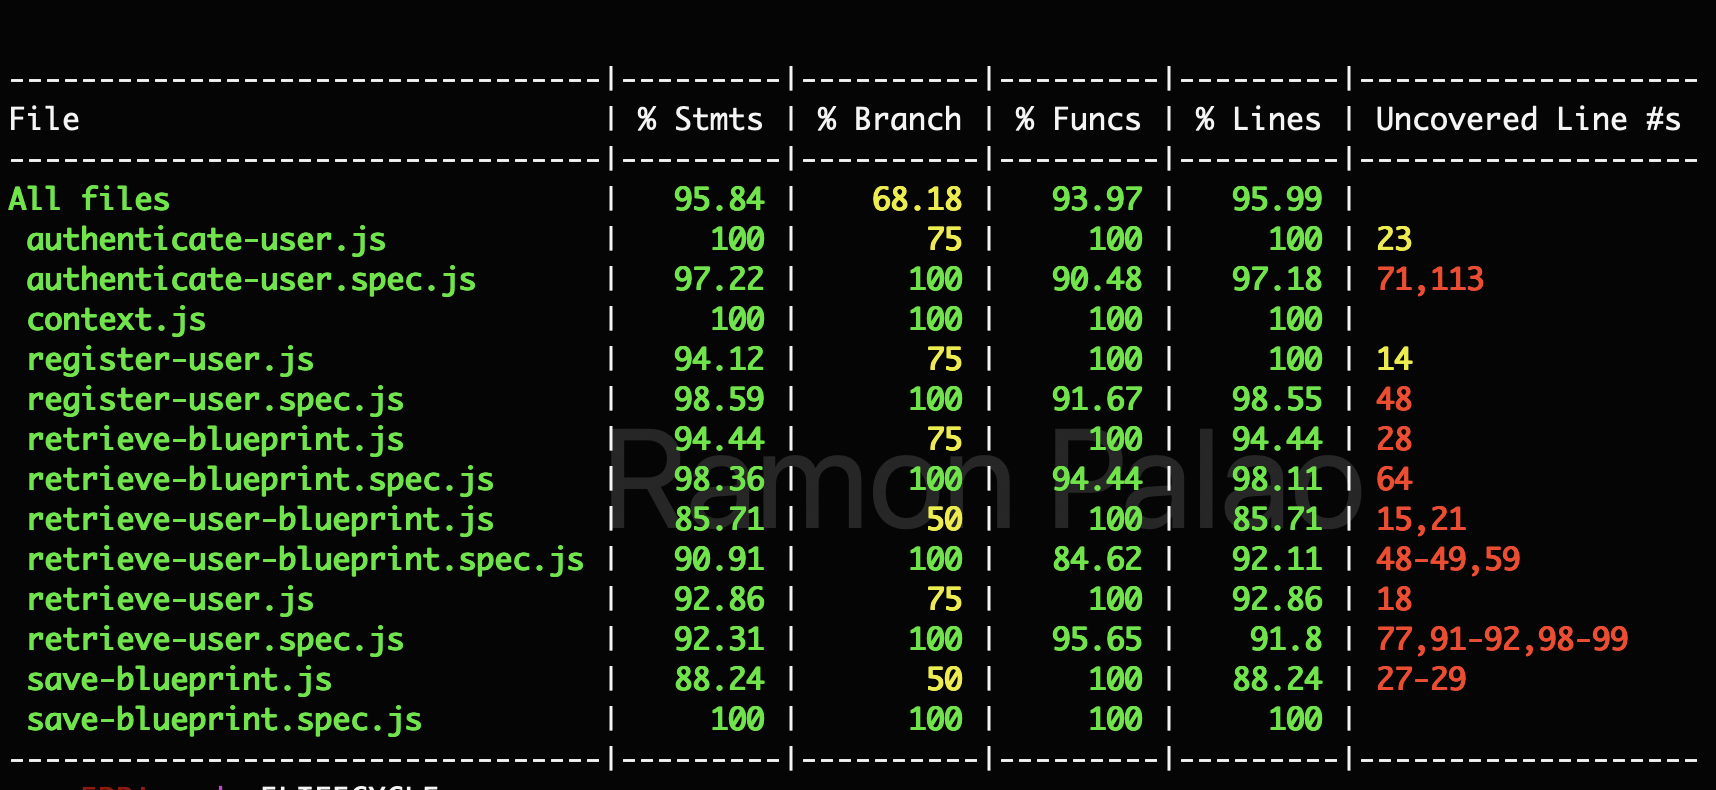 ---------------------------------|---------|----------|---------|---------|-------------------
File                             | % Stmts | % Branch | % Funcs | % Lines | Uncovered Line #s
---------------------------------|---------|----------|---------|---------|-------------------
All files                        |   95.84 |    68.18 |   93.97 |   95.99 |
 authenticate-user.js            |     100 |       75 |     100 |     100 | 23
 authenticate-user.spec.js       |   97.22 |      100 |   90.48 |   97.18 | 71,113
 context.js                      |     100 |      100 |     100 |     100 |
 register-user.js                |   94.12 |       75 |     100 |     100 | 14
 register-user.spec.js           |   98.59 |      100 |   91.67 |   98.55 | 48
 retrieve-blueprint.js           |   94.44 |       75 |     100 |   94.44 | 28
 retrieve-blueprint.spec.js      |   98.36 |      100 |   94.44 |   98.11 | 64
Ramon Palao
 retrieve-user-blueprint.js      |   85.71 |       50 |     100 |   85.71 | 15,21
 retrieve-user-blueprint.spec.js |   90.91 |      100 |   84.62 |   92.11 | 48-49,59
 retrieve-user.js                |   92.86 |       75 |     100 |   92.86 | 18
 retrieve-user.spec.js           |   92.31 |      100 |   95.65 |    91.8 | 77,91-92,98-99
 save-blueprint.js               |   88.24 |       50 |     100 |   88.24 | 27-29
 save-blueprint.spec.js          |     100 |      100 |     100 |     100 |
---------------------------------|---------|----------|---------|---------|-------------------